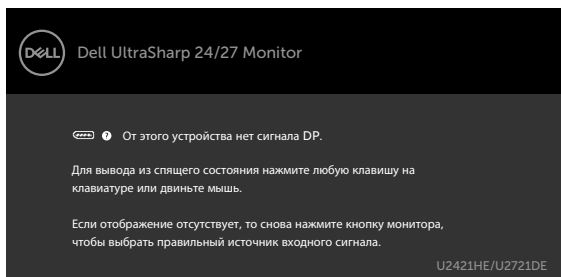 DELL
Dell UltraSharp 24/27 Monitor
? От этого устройства нет сигнала DP.
Для вывода из спящего состояния нажмите любую клавишу на
клавиатуре или двиньте мышь.
Если отображение отсутствует, то снова нажмите кнопку монитора,
чтобы выбрать правильный источник входного сигнала.
U2421HE/U2721DE